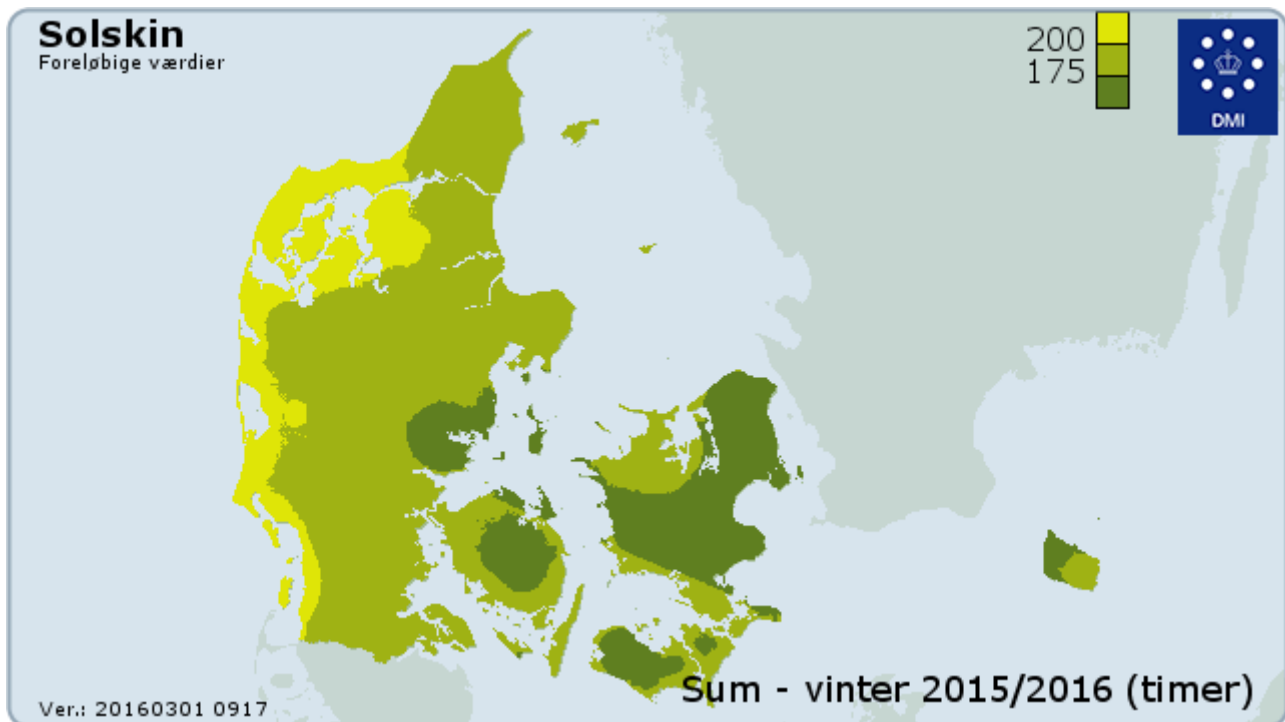 Solskin
Foreløbige værdier
200
175
DMI
Sum - vinter 2015/2016 (timer)
Ver.: 20160301 0917